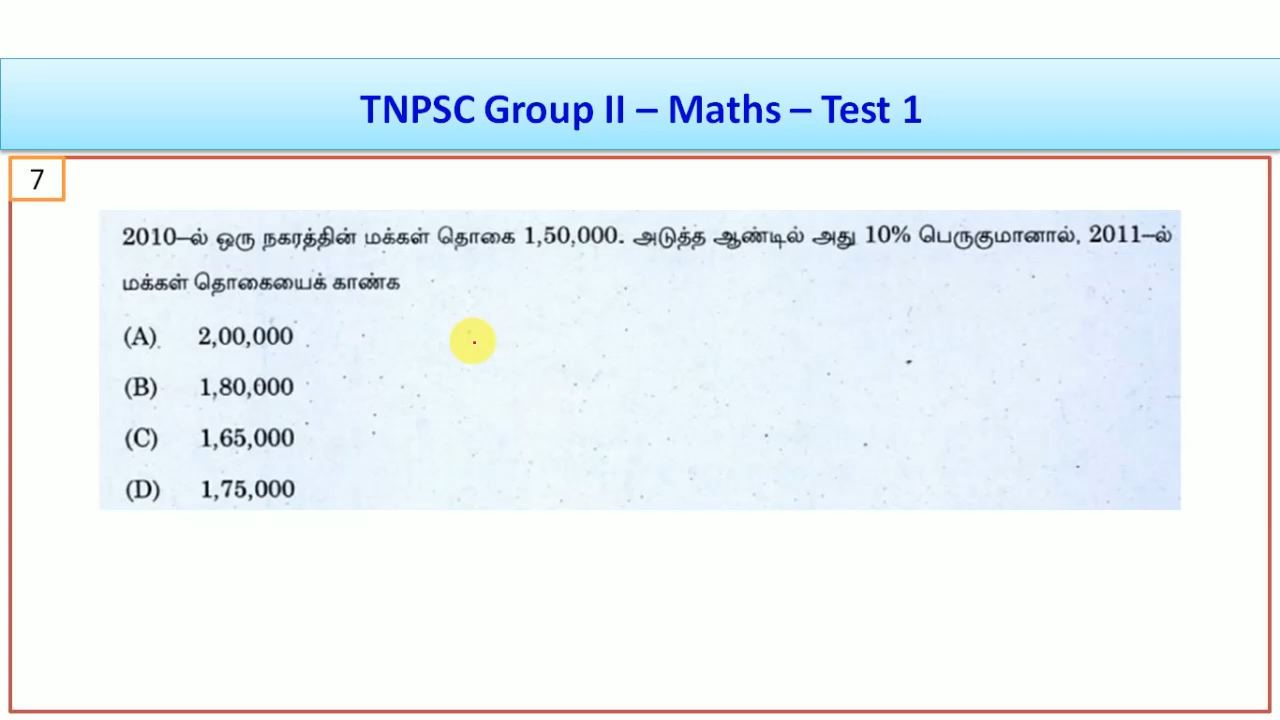 TNPSC Group II – Maths – Test 1
7
2010–ல் ஒரு நகரத்தின் மக்கள் தொகை 1,50,000. அடுத்த ஆண்டில் அது 10% பெருகுமானால், 2011–ல்
மக்கள் தொகையைக் காண்க
(A) 2,00,000
(B) 1,80,000
(C) 1,65,000
(D) 1,75,000